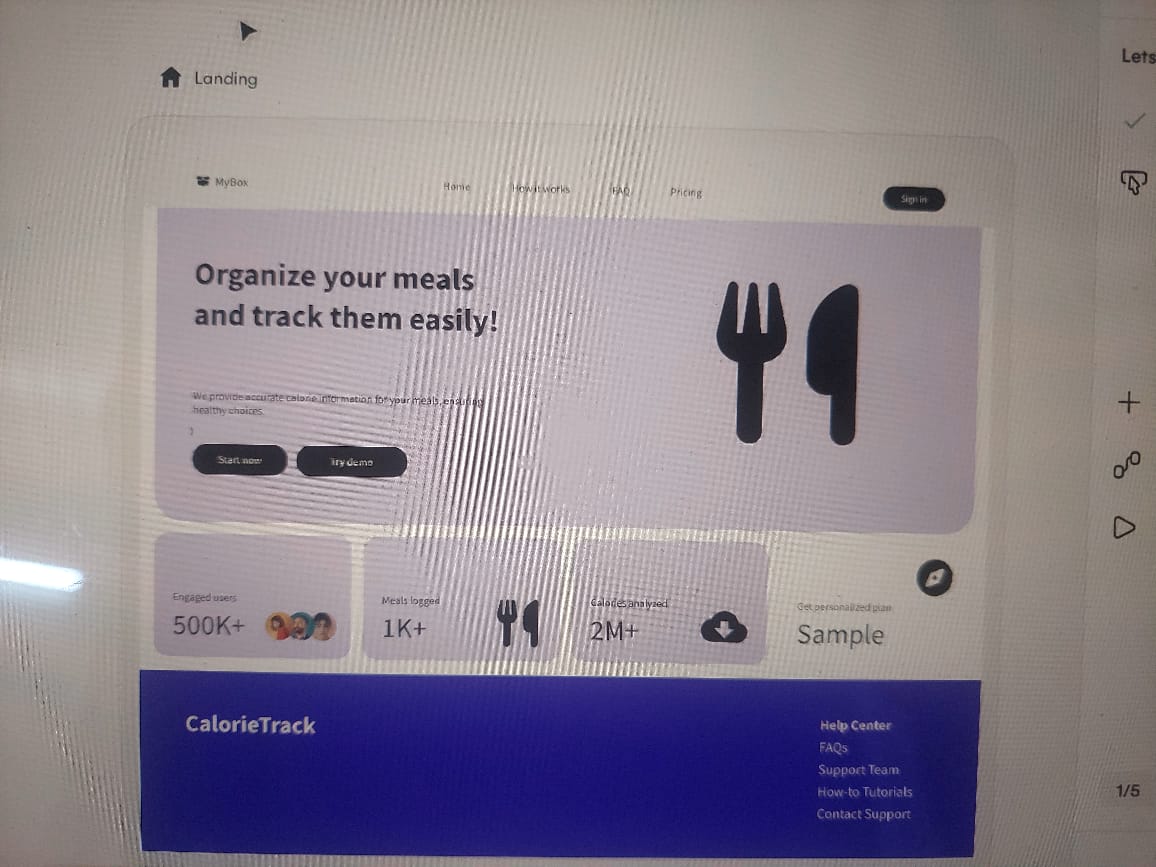 Lets
Landing
MyBox
Home
How it works
FAQ
Pricing
Sign in
Organize your meals
and track them easily!
We provide accurate calorie information for your meals, ensuring
healthy choices.
Start now
Try demo
Engaged users
500K+
Meals logged
1K+
Calories analyzed
2M+
Get personalized plan
Sample
CalorieTrack
Help Center
FAQs
Support Team
How-to Tutorials
Contact Support
1/5